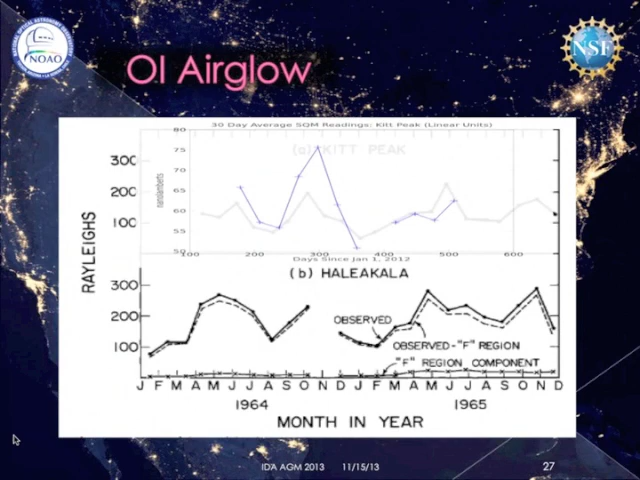 NOAO
NSF
OI Airglow
30 Day Average SQM Readings: Kitt Peak (Linear Units)
(a) KITT PEAK
nanolamberts
80
75
70
65
60
55
50
100 200 300 400 500 600
Days Since Jan 1, 2012
RAYLEIGHS
300
200
100
(b) HALEAKALA
300
200
100
OBSERVED
OBSERVED-"F" REGION
"F" REGION COMPONENT
J F M A M J J A S O N D J F M A M J J A S O N D
1964 1965
MONTH IN YEAR
IDA AGM 2013 11/15/13 27